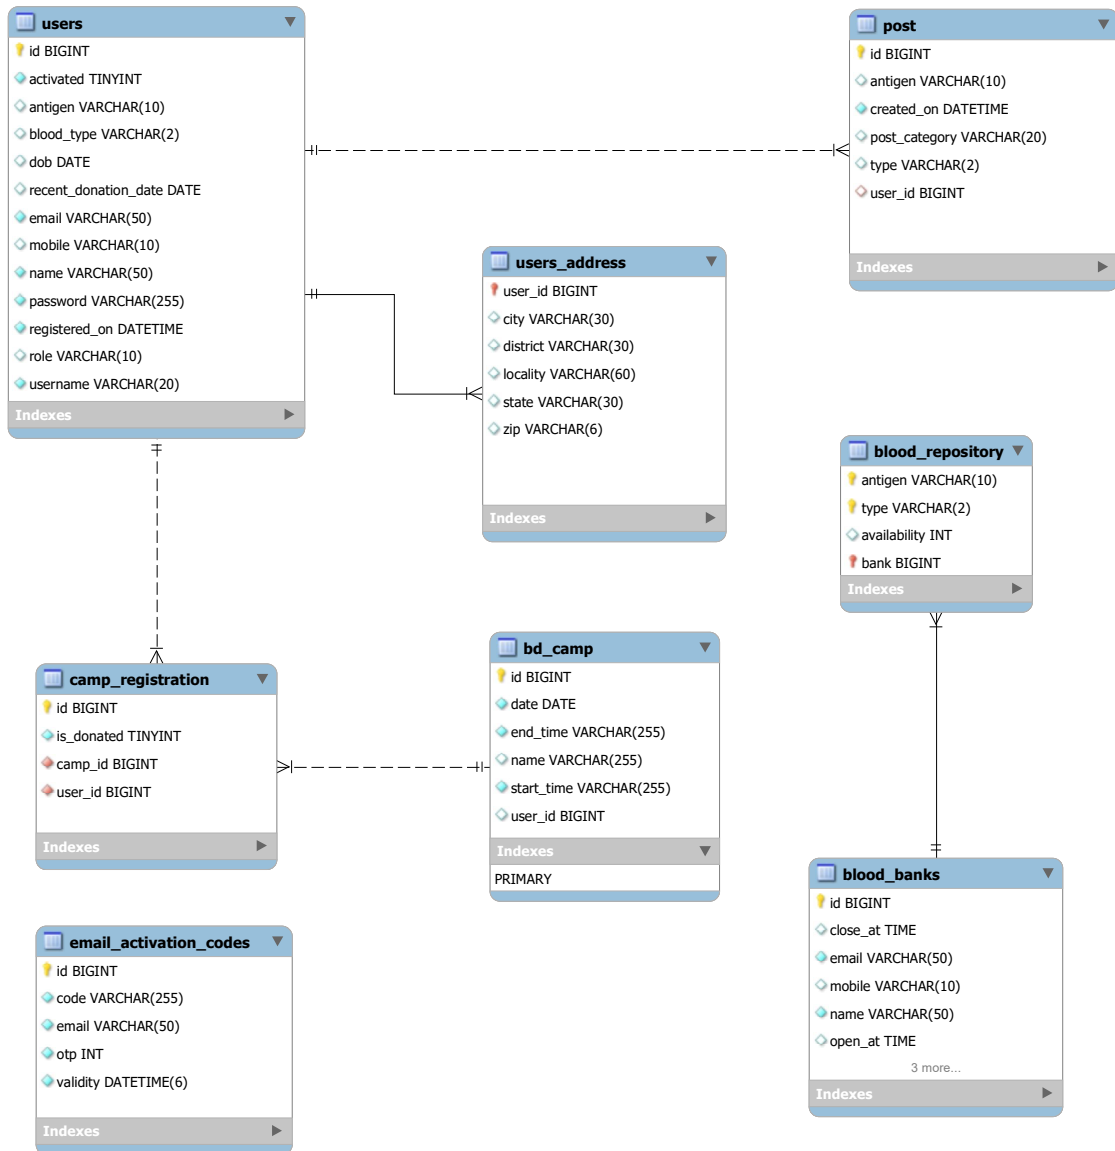 users
id BIGINT
activated TINYINT
antigen VARCHAR(10)
blood_type VARCHAR(2)
dob DATE
recent_donation_date DATE
email VARCHAR(50)
mobile VARCHAR(10)
name VARCHAR(50)
password VARCHAR(255)
registered_on DATETIME
role VARCHAR(10)
username VARCHAR(20)
Indexes
post
id BIGINT
antigen VARCHAR(10)
created_on DATETIME
post_category VARCHAR(20)
type VARCHAR(2)
user_id BIGINT
Indexes
users_address
user_id BIGINT
city VARCHAR(30)
district VARCHAR(30)
locality VARCHAR(60)
state VARCHAR(30)
zip VARCHAR(6)
Indexes
blood_repository
antigen VARCHAR(10)
type VARCHAR(2)
availability INT
bank BIGINT
Indexes
camp_registration
id BIGINT
is_donated TINYINT
camp_id BIGINT
user_id BIGINT
Indexes
bd_camp
id BIGINT
date DATE
end_time VARCHAR(255)
name VARCHAR(255)
start_time VARCHAR(255)
user_id BIGINT
Indexes
PRIMARY
blood_banks
id BIGINT
close_at TIME
email VARCHAR(50)
mobile VARCHAR(10)
name VARCHAR(50)
open_at TIME
3 more...
Indexes
email_activation_codes
id BIGINT
code VARCHAR(255)
email VARCHAR(50)
otp INT
validity DATETIME(6)
Indexes